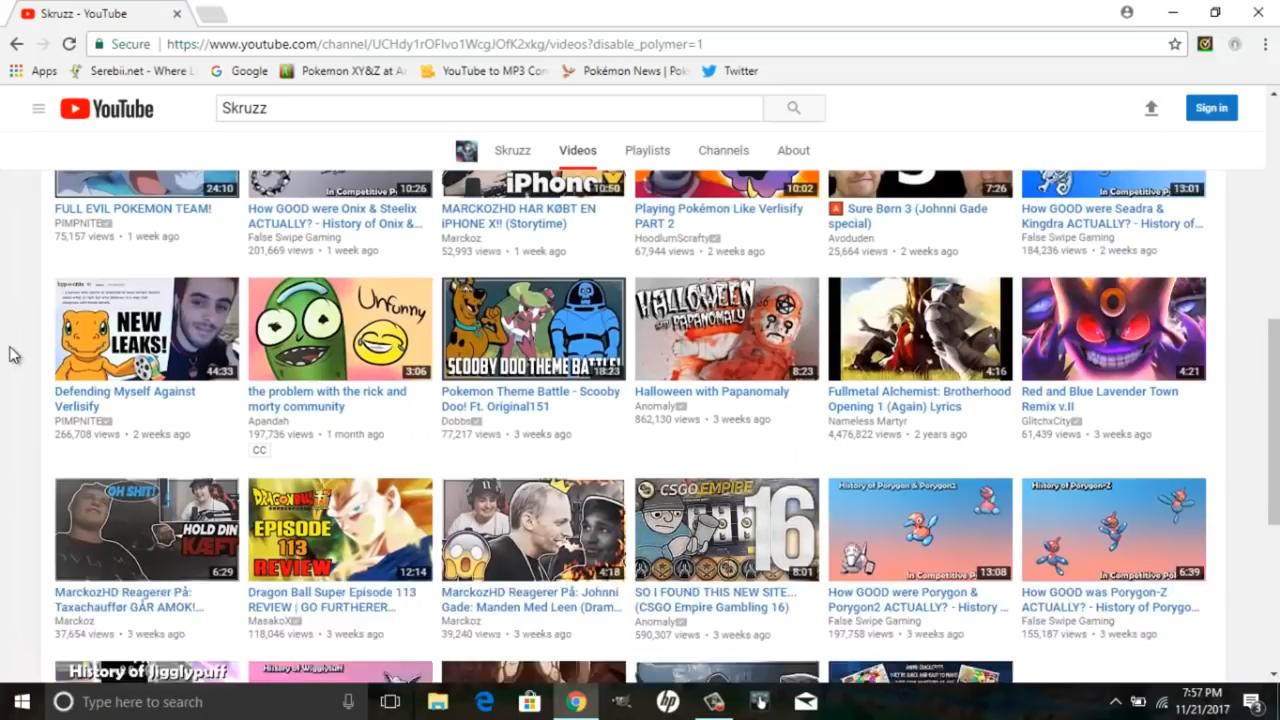 Skruzz - YouTube
Secure
https://www.youtube.com/channel/UCHdy1rOFlvo1WcgJOfK2xkg/videos?disable_polymer=1
Apps
Serebii.net - Where L
Google
Pokemon XY&Z at A
YouTube to MP3 Con
Pokémon News | Pok
Twitter
YouTube
Skruzz
Sign in
Skruzz
Videos
Playlists
Channels
About
24:10
In Competitive P
10:26
iPhone X
10:50
10:02
7:26
In Competitive P
13:01
FULL EVIL POKEMON TEAM!
PIMPNITE
75,157 views • 1 week ago
How GOOD were Onix & Steelix
ACTUALLY? - History of Onix &...
False Swipe Gaming
201,669 views • 1 week ago
MARCKOZHD HAR KØBT EN
iPHONE X!! (Storytime)
Marckoz
52,993 views • 1 week ago
Playing Pokémon Like Verlisify
PART 2
HoodlumScrafty
67,944 views • 2 weeks ago
A Sure Børn 3 (Johnni Gade
special)
Avoduden
25,664 views • 2 weeks ago
How GOOD were Seadra &
Kingdra ACTUALLY? - History of...
False Swipe Gaming
184,236 views • 2 weeks ago
NEW
LEAKS!
44:33
Unfunny
3:06
SCOOBY DOO THEME BATTLE!
18:23
HALLOWEEN
PAPANOMALY
8:23
4:16
4:21
Defending Myself Against
Verlisify
PIMPNITE
266,708 views • 2 weeks ago
the problem with the rick and
morty community
Apandah
197,736 views • 1 month ago
CC
Pokemon Theme Battle - Scooby
Doo! Ft. Original151
Dobbs
77,217 views • 3 weeks ago
Halloween with Papanomaly
Anomaly
862,130 views • 3 weeks ago
Fullmetal Alchemist: Brotherhood
Opening 1 (Again) Lyrics
Nameless Martyr
4,476,822 views • 2 years ago
Red and Blue Lavender Town
Remix v.II
GlitchxCity
61,439 views • 3 weeks ago
OH SHIT!
HOLD DIN
KÆFT
6:29
DRAGONBALL
EPISODE
113
REVIEW
12:14
4:18
CSGOEMPIRE
16
8:01
History of Porygon & Porygon2
In Competitive Po
13:08
History of Porygon-Z
In Competitive P
6:39
MarckozHD Reagerer På:
Taxachauffør GÅR AMOK!...
Marckoz
37,654 views • 3 weeks ago
Dragon Ball Super Episode 113
REVIEW | GO FURTHERER...
MasakoX
118,046 views • 3 weeks ago
MarckozHD Reagerer På: Johnni
Gade: Manden Med Leen (Dram...
Marckoz
39,240 views • 3 weeks ago
SO I FOUND THIS NEW SITE...
(CSGO Empire Gambling 16)
Anomaly
590,307 views • 3 weeks ago
How GOOD were Porygon &
Porygon2 ACTUALLY? - History ...
False Swipe Gaming
197,758 views • 3 weeks ago
How GOOD was Porygon-Z
ACTUALLY? - History of Porygo...
False Swipe Gaming
155,187 views • 3 weeks ago
History of Jigglypuff
History of Wigglytuff
Type here to search
7:57 PM
11/21/2017
3